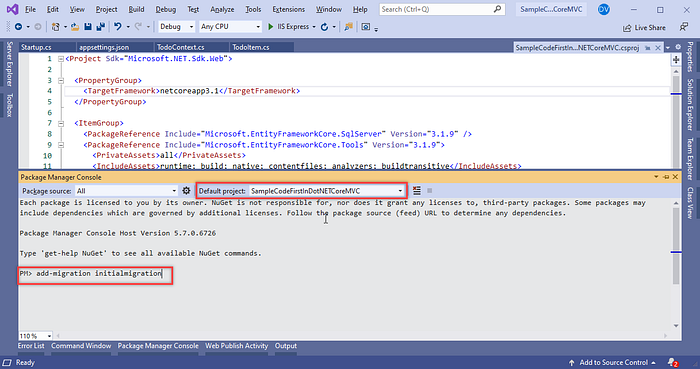 File Edit View Project Build Debug Test Analyze Tools Extensions Window Help Search SampleC...CoreMVC DV
Debug Any CPU IIS Express Live Share
Server Explorer
Toolbox
Startup.cs appsettings.json TodoContext.cs TodoItem.cs SampleCodeFirstIn...NETCoreMVC.csproj
1 <Project Sdk="Microsoft.NET.Sdk.Web">
2
3 <PropertyGroup>
4 <TargetFramework>netcoreapp3.1</TargetFramework>
5 </PropertyGroup>
6
7 <ItemGroup>
8 <PackageReference Include="Microsoft.EntityFrameworkCore.SqlServer" Version="3.1.9" />
9 <PackageReference Include="Microsoft.EntityFrameworkCore.Tools" Version="3.1.9">
10 <PrivateAssets>all</PrivateAssets>
11 <IncludeAssets>runtime; build; native; contentfiles; analyzers; buildtransitive</IncludeAssets>
Properties
Solution Explorer
Team Explorer
Class View
Package Manager Console
Package source: All Default project: SampleCodeFirstInDotNETCoreMVC
Each package is licensed to you by its owner. NuGet is not responsible for, nor does it grant any licenses to, third-party packages. Some packages may
include dependencies which are governed by additional licenses. Follow the package source (feed) URL to determine any dependencies.
Package Manager Console Host Version 5.7.0.6726
Type 'get-help NuGet' to see all available NuGet commands.
PM> add-migration initialmigration
110 %
Error List Command Window Package Manager Console Web Publish Activity Output
Ready Add to Source Control 2